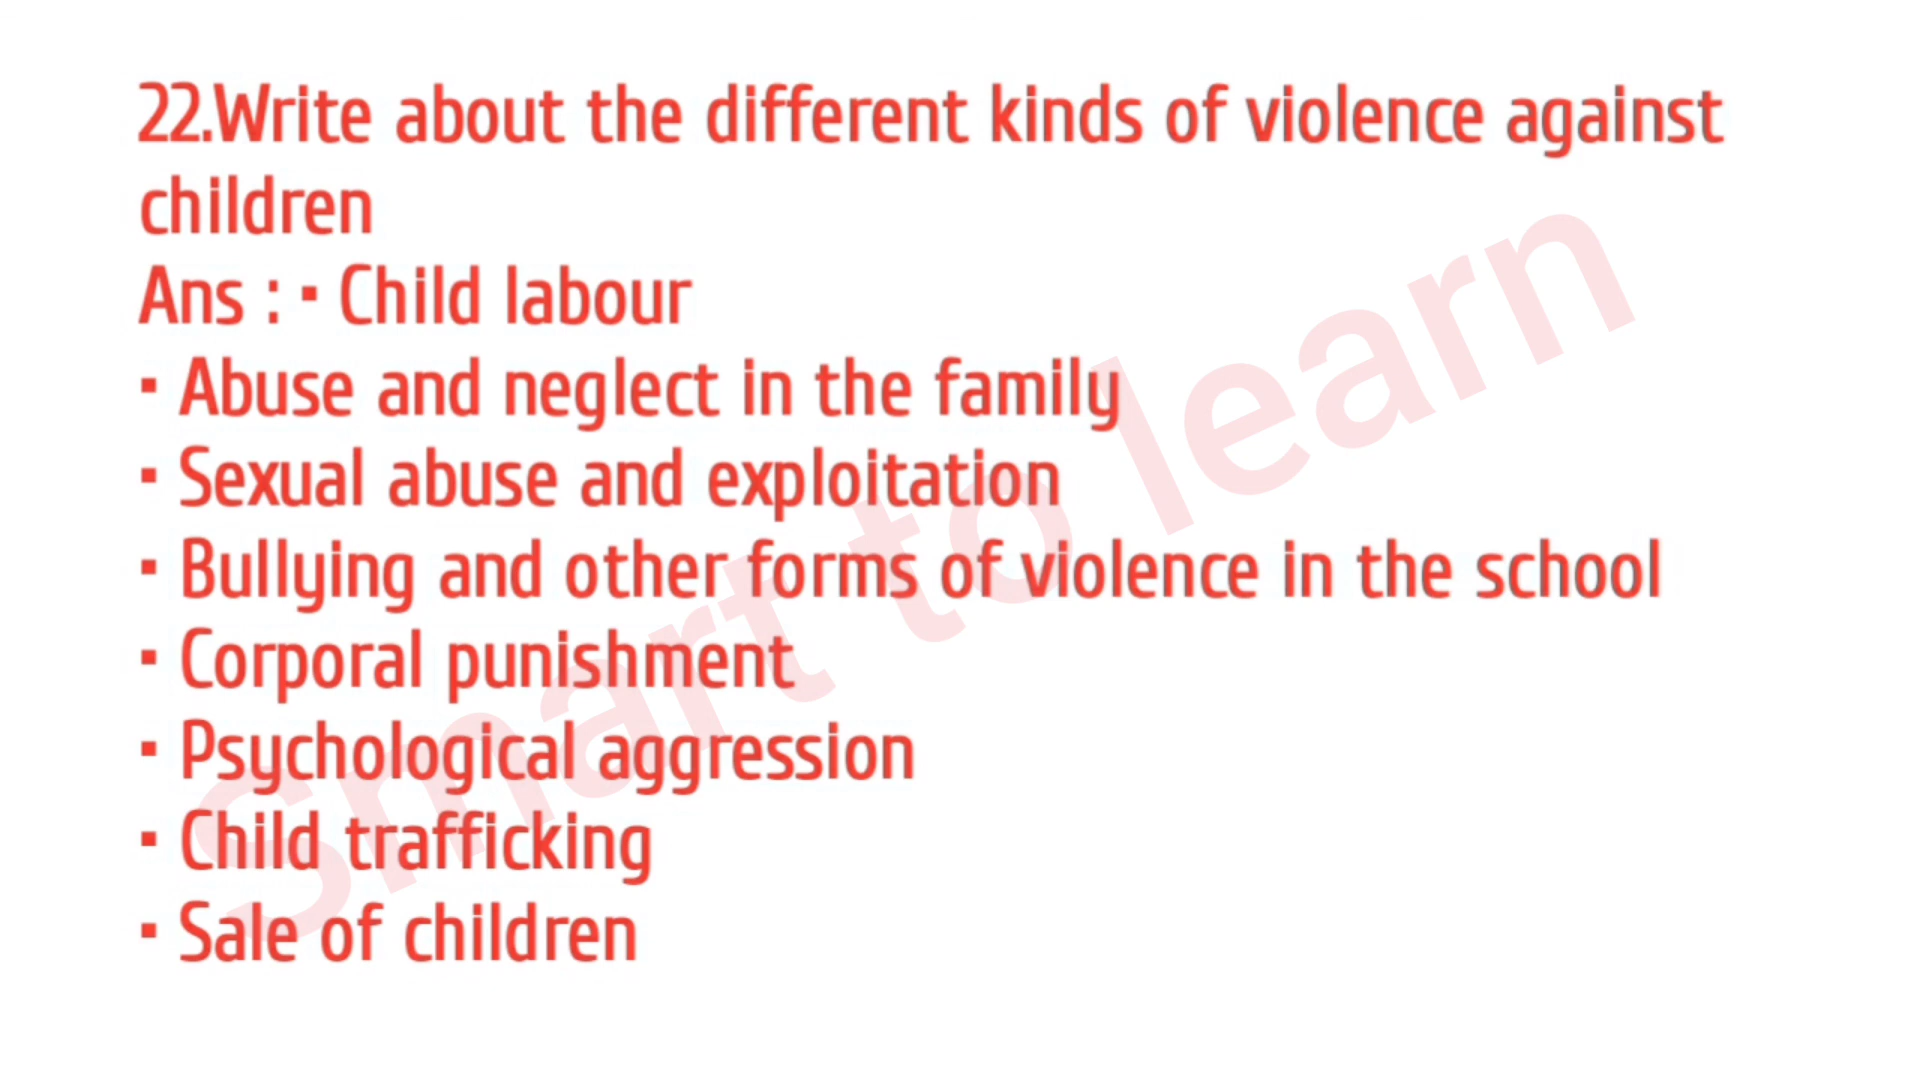 22.Write about the different kinds of violence against
children
Ans : ▪ Child labour
▪ Abuse and neglect in the family
▪ Sexual abuse and exploitation
▪ Bullying and other forms of violence in the school
▪ Corporal punishment
▪ Psychological aggression
▪ Child trafficking
▪ Sale of children
Smart to learn